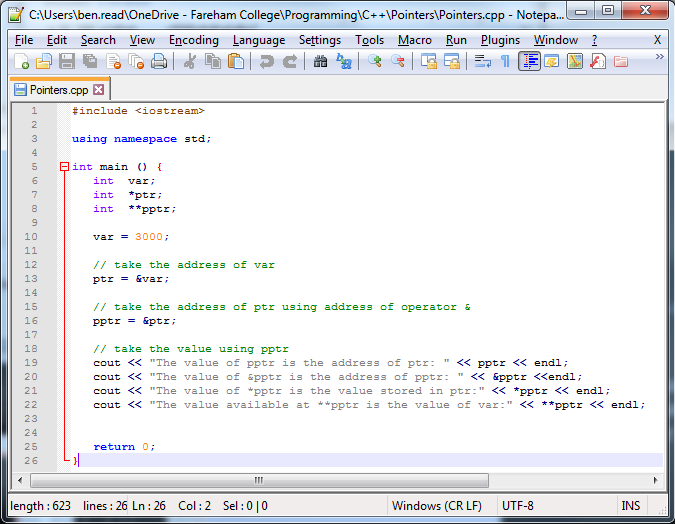 C:\Users\ben.read\OneDrive - Fareham College\Programming\C++\Pointers\Pointers.cpp - Notepa...
File Edit Search View Encoding Language Settings Tools Macro Run Plugins Window ? X
Pointers.cpp
1 #include <iostream>
2
3 using namespace std;
4
5 int main () {
6 int  var;
7 int  *ptr;
8 int  **pptr;
9
10 var = 3000;
11
12 // take the address of var
13 ptr = &var;
14
15 // take the address of ptr using address of operator &
16 pptr = &ptr;
17
18 // take the value using pptr
19 cout << "The value of pptr is the address of ptr: " << pptr << endl;
20 cout << "The value of &pptr is the address of pptr: " << &pptr <<endl;
21 cout << "The value of *pptr is the value stored in ptr:" << *pptr << endl;
22 cout << "The value available at **pptr is the value of var:" << **pptr << endl;
23
24
25 return 0;
26 }
length : 623 lines : 26 Ln : 26 Col : 2 Sel : 0 | 0 Windows (CR LF) UTF-8 INS